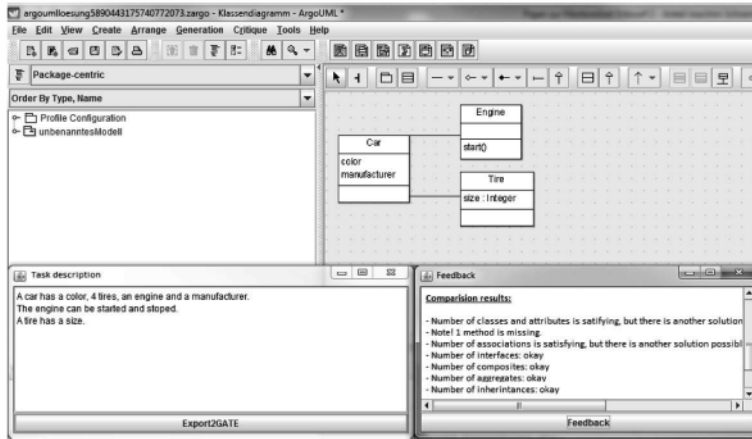 argoumlloesung5890443175740772073.zargo - Klassendiagramm - ArgoUML *
File Edit View Create Arrange Generation Critique Tools Help
Package-centric
Order By Type, Name
Profile Configuration
unbenanntesModell
Engine
start()
Car
color
manufacturer
Tire
size : Integer
Task description
A car has a color, 4 tires, an engine and a manufacturer.
The engine can be started and stoped.
A tire has a size.
Export2GATE
Feedback
Comparision results:
- Number of classes and attributes is satifying, but there is another solution
- Note! 1 method is missing.
- Number of associations is satisfying, but there is another solution possibl
- Number of interfaces: okay
- Number of composites: okay
- Number of aggregates: okay
- Number of inherintances: okay
Feedback